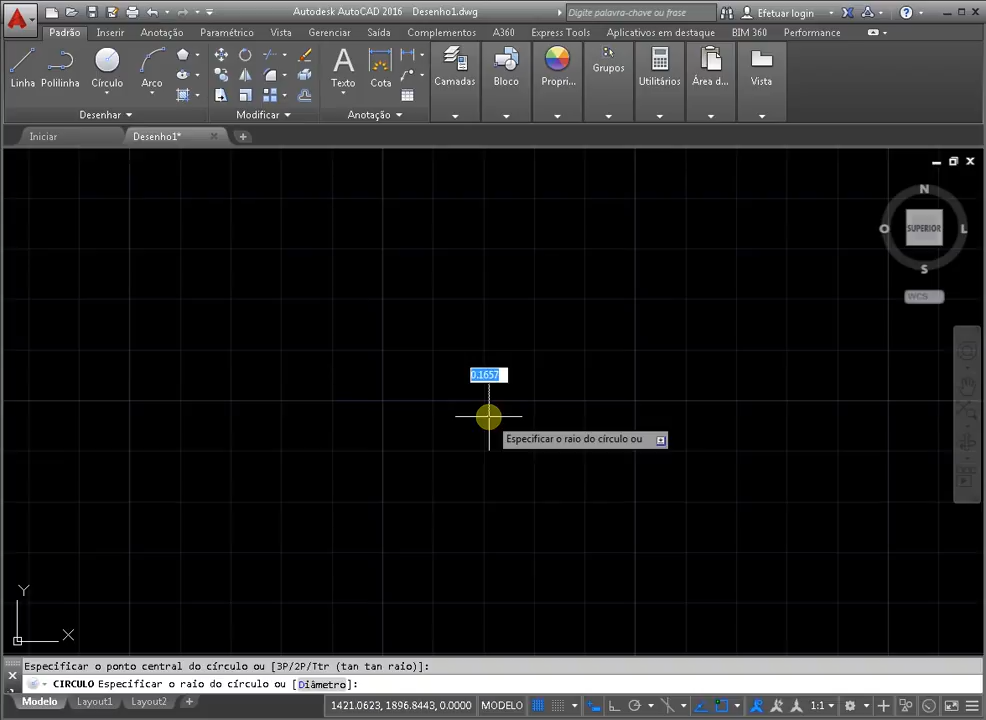 Autodesk AutoCAD 2016 Desenho1.dwg
Digite palavra-chave ou frase
Efetuar login
Padrão Inserir Anotação Paramétrico Vista Gerenciar Saída Complementos A360 Express Tools Aplicativos em destaque BIM 360 Performance
Linha Polilinha Círculo Arco
Texto Cota
Camadas Bloco Propri... Grupos Utilitários Área d... Vista
Desenhar Modificar Anotação
Iniciar Desenho1*
N
O SUPERIOR L
S
WCS
0.1657
Especificar o raio do círculo ou
Y
X
Especificar o ponto central do círculo ou [3P/2P/Ttr (tan tan raio)]:
CIRCULO Especificar o raio do círculo ou [Diâmetro]:
Modelo Layout1 Layout2 +
1421.0623, 1896.8443, 0.0000 MODELO 1:1